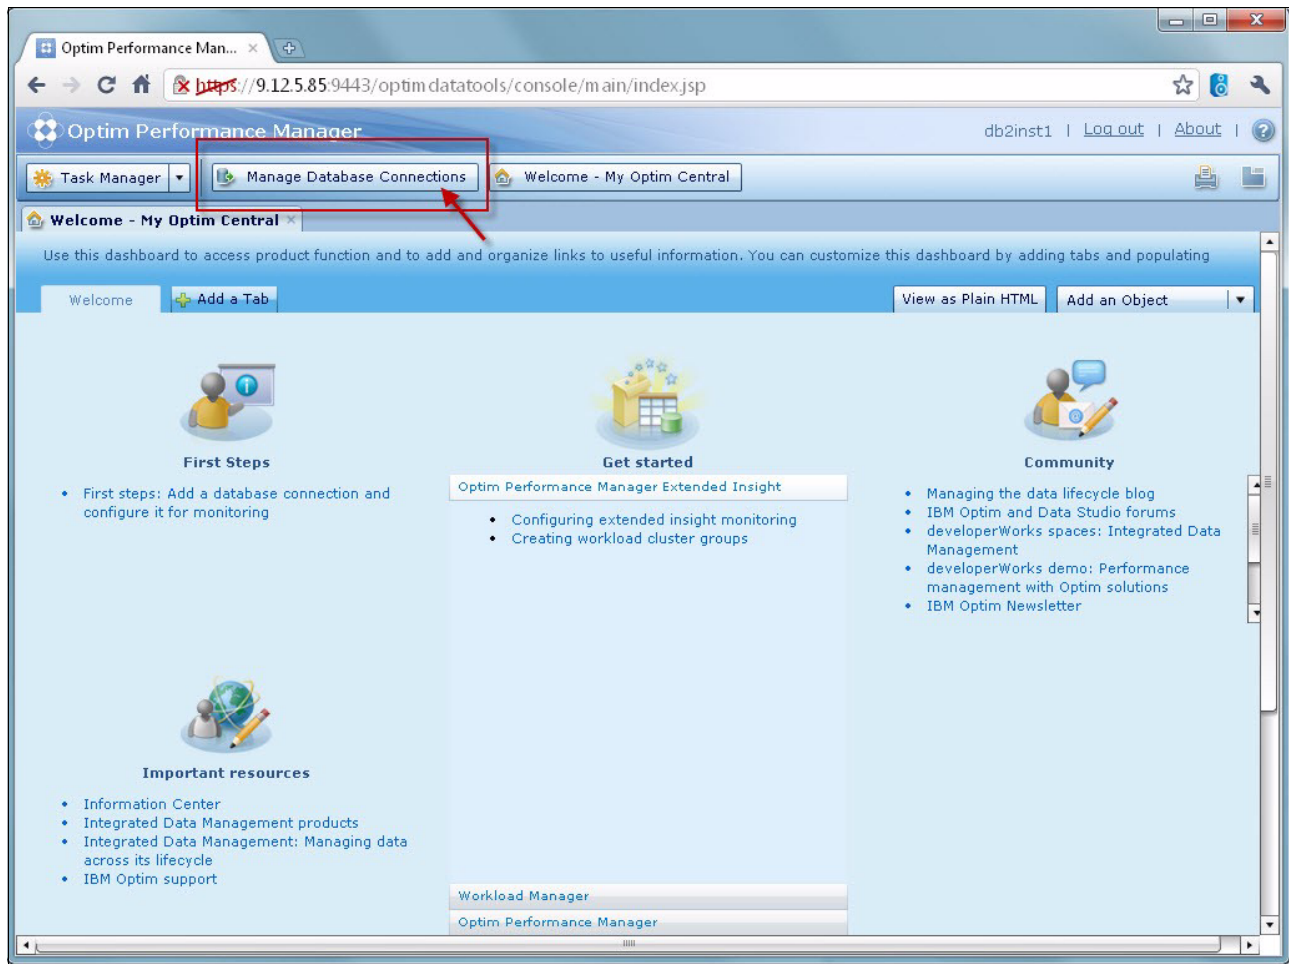 Optim Performance Man...
https://9.12.5.85:9443/optimdatatools/console/main/index.jsp
Optim Performance Manager
db2inst1 | Log out | About |
Task Manager
Manage Database Connections
Welcome - My Optim Central
Welcome - My Optim Central
Use this dashboard to access product function and to add and organize links to useful information. You can customize this dashboard by adding tabs and populating
Welcome
Add a Tab
View as Plain HTML
Add an Object
First Steps
First steps: Add a database connection and
configure it for monitoring
Get started
Optim Performance Manager Extended Insight
Configuring extended insight monitoring
Creating workload cluster groups
Community
Managing the data lifecycle blog
IBM Optim and Data Studio forums
developerWorks spaces: Integrated Data
Management
developerWorks demo: Performance
management with Optim solutions
IBM Optim Newsletter
Important resources
Information Center
Integrated Data Management products
Integrated Data Management: Managing data
across its lifecycle
IBM Optim support
Workload Manager
Optim Performance Manager